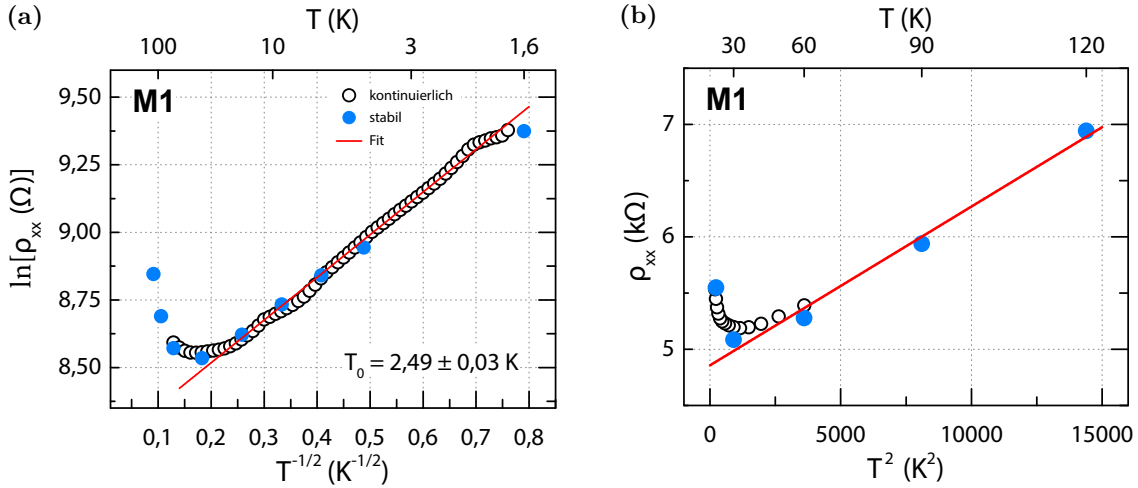 (a)
T (K)
100 10 3 1,6
M1
kontinuierlich
stabil
Fit
9,50
9,25
9,00
8,75
8,50
ln[ρxx (Ω)]
T0 = 2,49 ± 0,03 K
0,1 0,2 0,3 0,4 0,5 0,6 0,7 0,8
T-1/2 (K-1/2)
(b)
T (K)
30 60 90 120
M1
7
6
5
ρxx (kΩ)
0 5000 10000 15000
T2 (K2)